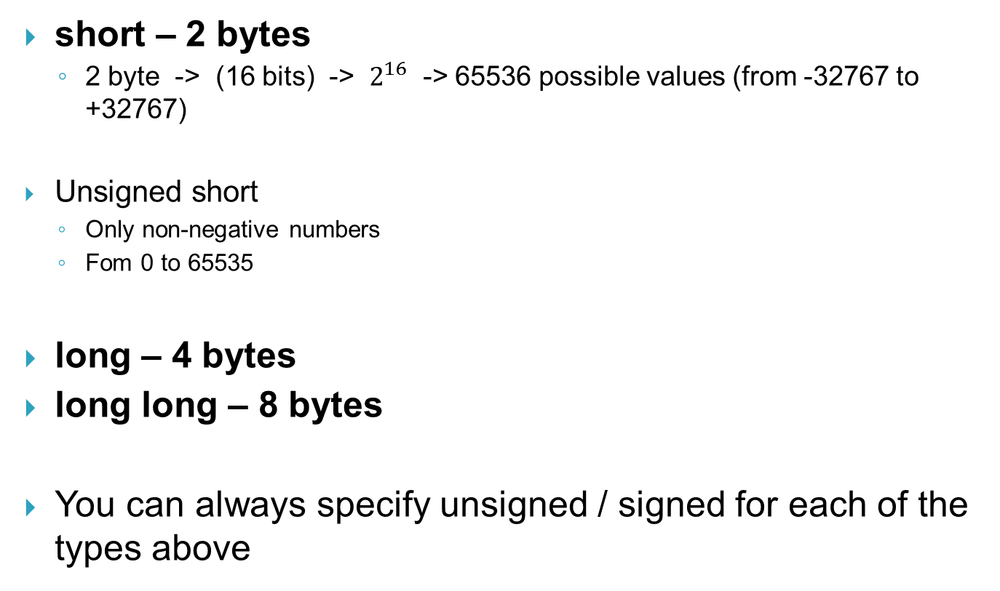 short – 2 bytes
2 byte -> (16 bits) -> 2¹⁶ -> 65536 possible values (from -32767 to
+32767)
Unsigned short
Only non-negative numbers
Fom 0 to 65535
long – 4 bytes
long long – 8 bytes
You can always specify unsigned / signed for each of the
types above